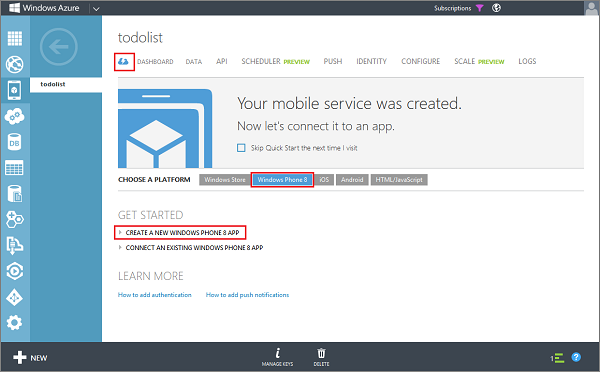 Windows Azure
Subscriptions
todolist
todolist
DASHBOARD DATA API SCHEDULER PREVIEW PUSH IDENTITY CONFIGURE SCALE PREVIEW LOGS
Your mobile service was created.
Now let's connect it to an app.
Skip Quick Start the next time I visit
CHOOSE A PLATFORM Windows Store Windows Phone 8 iOS Android HTML/JavaScript
GET STARTED
CREATE A NEW WINDOWS PHONE 8 APP
CONNECT AN EXISTING WINDOWS PHONE 8 APP
LEARN MORE
How to add authentication How to add push notifications
DB
NEW
MANAGE KEYS DELETE
1 ?